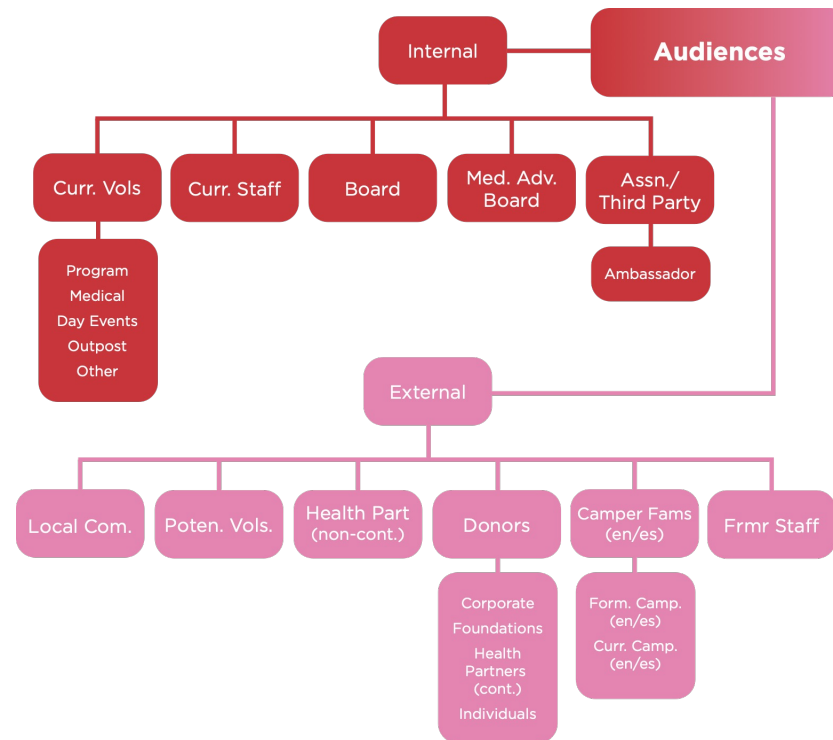 Audiences
Internal
Curr. Vols
Curr. Staff
Board
Med. Adv.
Board
Assn./
Third Party
Program
Medical
Day Events
Outpost
Other
Ambassador
External
Local Com.
Poten. Vols.
Health Part
(non-cont.)
Donors
Camper Fams
(en/es)
Frmr Staff
Corporate
Foundations
Health
Partners
(cont.)
Individuals
Form. Camp.
(en/es)
Curr. Camp.
(en/es)